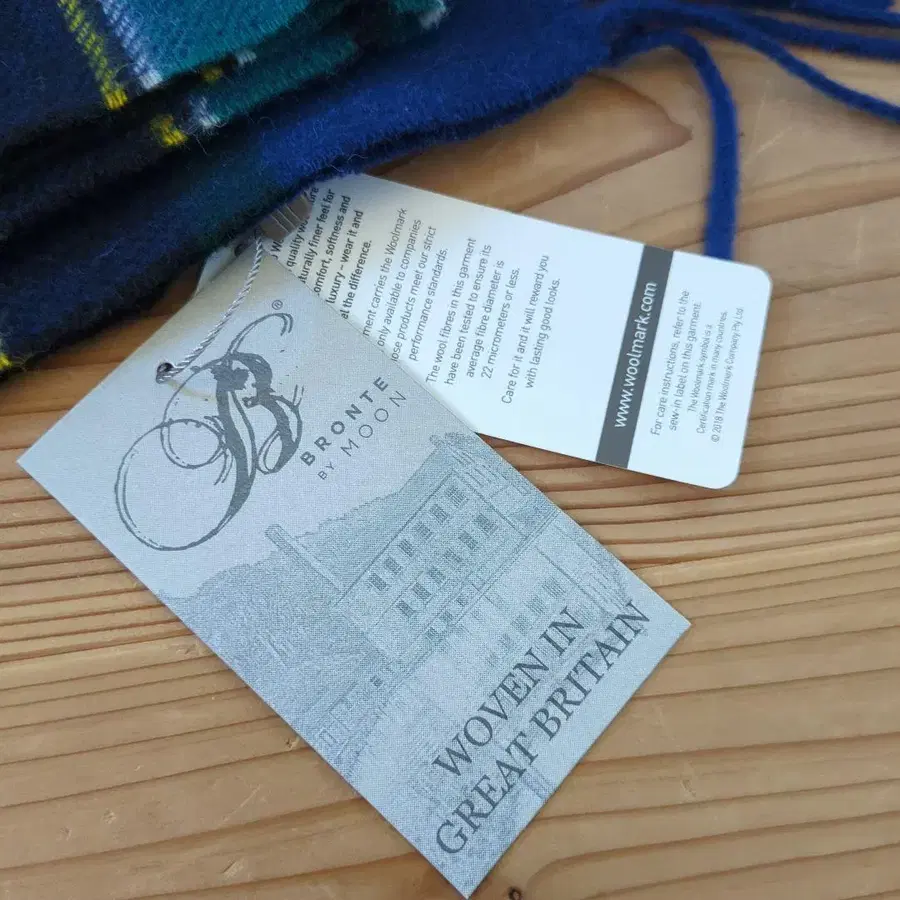 B®
BRONTE
BY MOON
WOVEN IN
GREAT BRITAIN
quality
finer feel for
comfort, softness and
luxury – wear it and
the difference.
carries the Woolmark
only available to companies
products meet our strict
performance standards.
The wool fibres in this garment
have been tested to ensure its
average fibre diameter is
22 micrometers or less.
Care for it and it will reward you
with lasting good looks.
www.woolmark.com
For care instructions, refer to the
sew-in label on this garment.
The Woolmark symbol is a
Certification mark in many countries.
© 2018 The Woolmark Company Pty Ltd